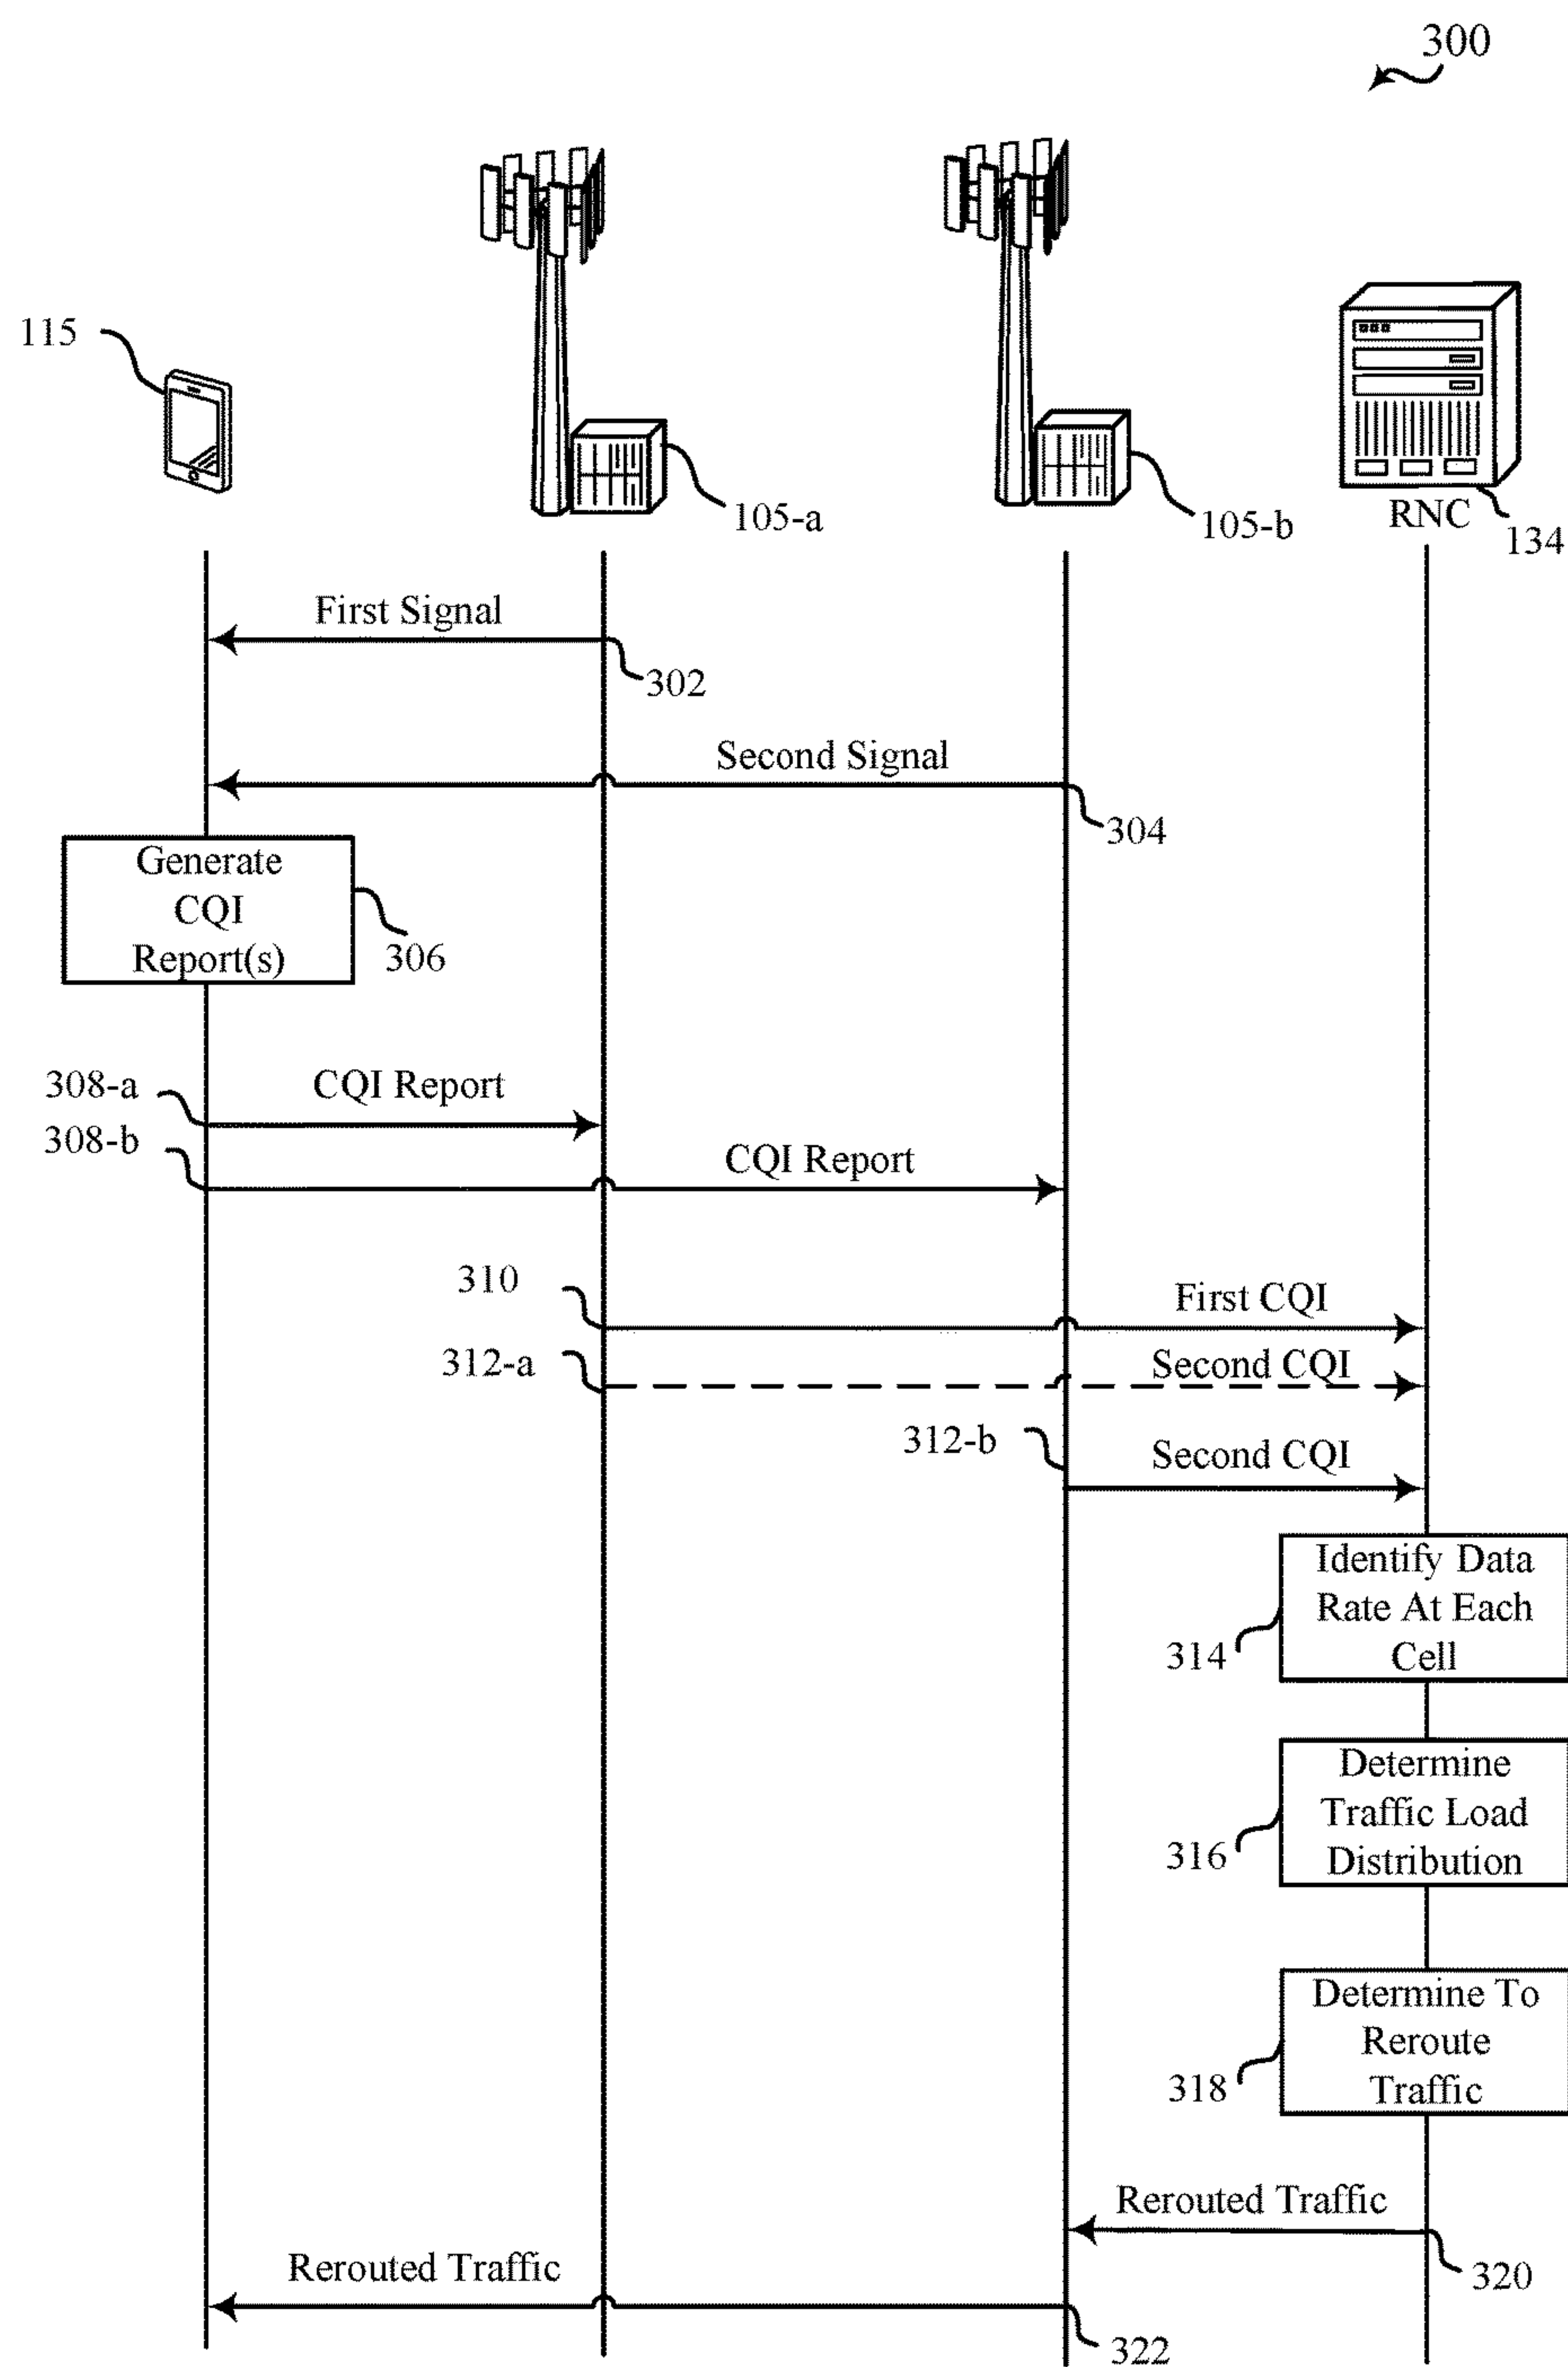 300
115
105-a
105-b
RNC
134
First Signal
302
Second Signal
304
Generate
CQI
Report(s)
306
308-a
CQI Report
308-b
CQI Report
310
First CQI
312-a
Second CQI
312-b
Second CQI
Identify Data
Rate At Each
Cell
314
Determine
Traffic Load
Distribution
316
Determine To
Reroute
Traffic
318
Rerouted Traffic
320
Rerouted Traffic
322